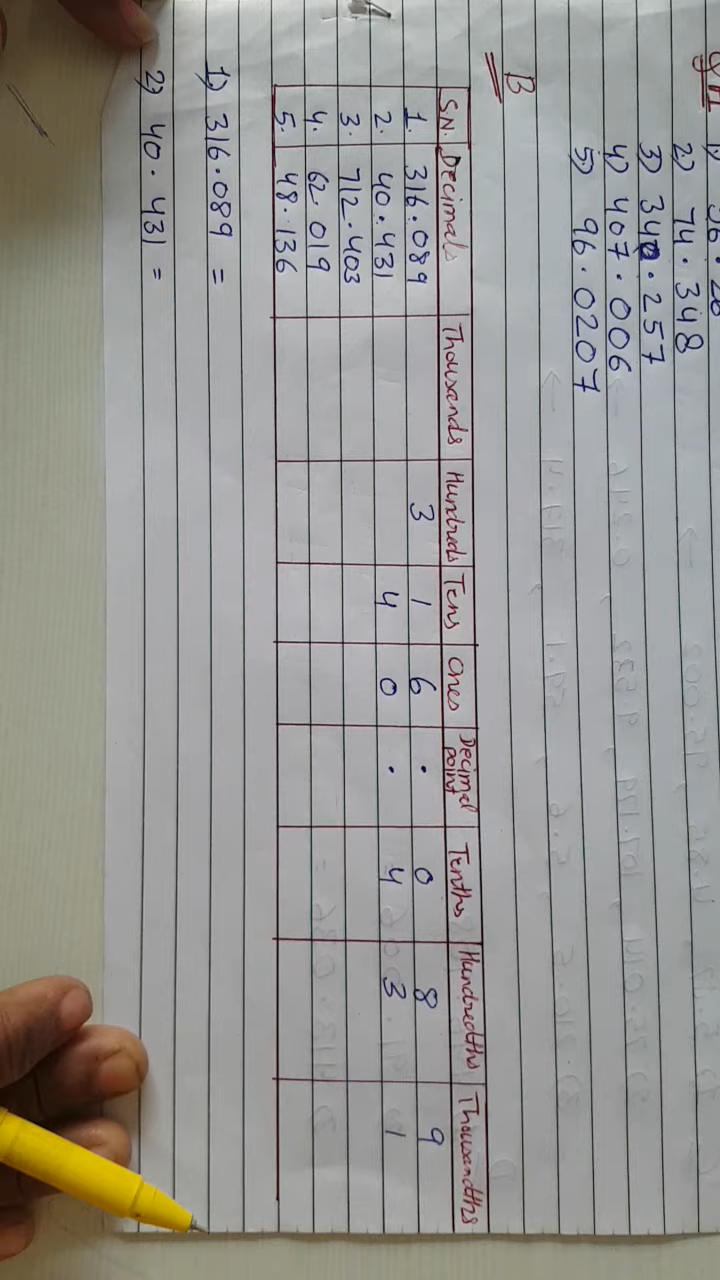 2) 74.348
3) 340.257
4) 407.006
5) 96.0207
B
S.N. Decimals Thousands Hundreds Tens Ones Decimal point Tenths Hundredths Thousandths
1. 316.089 3 1 6 . 0 8 9
2. 40.431 4 0 . 4 3 1
3. 712.403
4. 62.019
5. 48.136
1) 316.089 =
2) 40.431 =